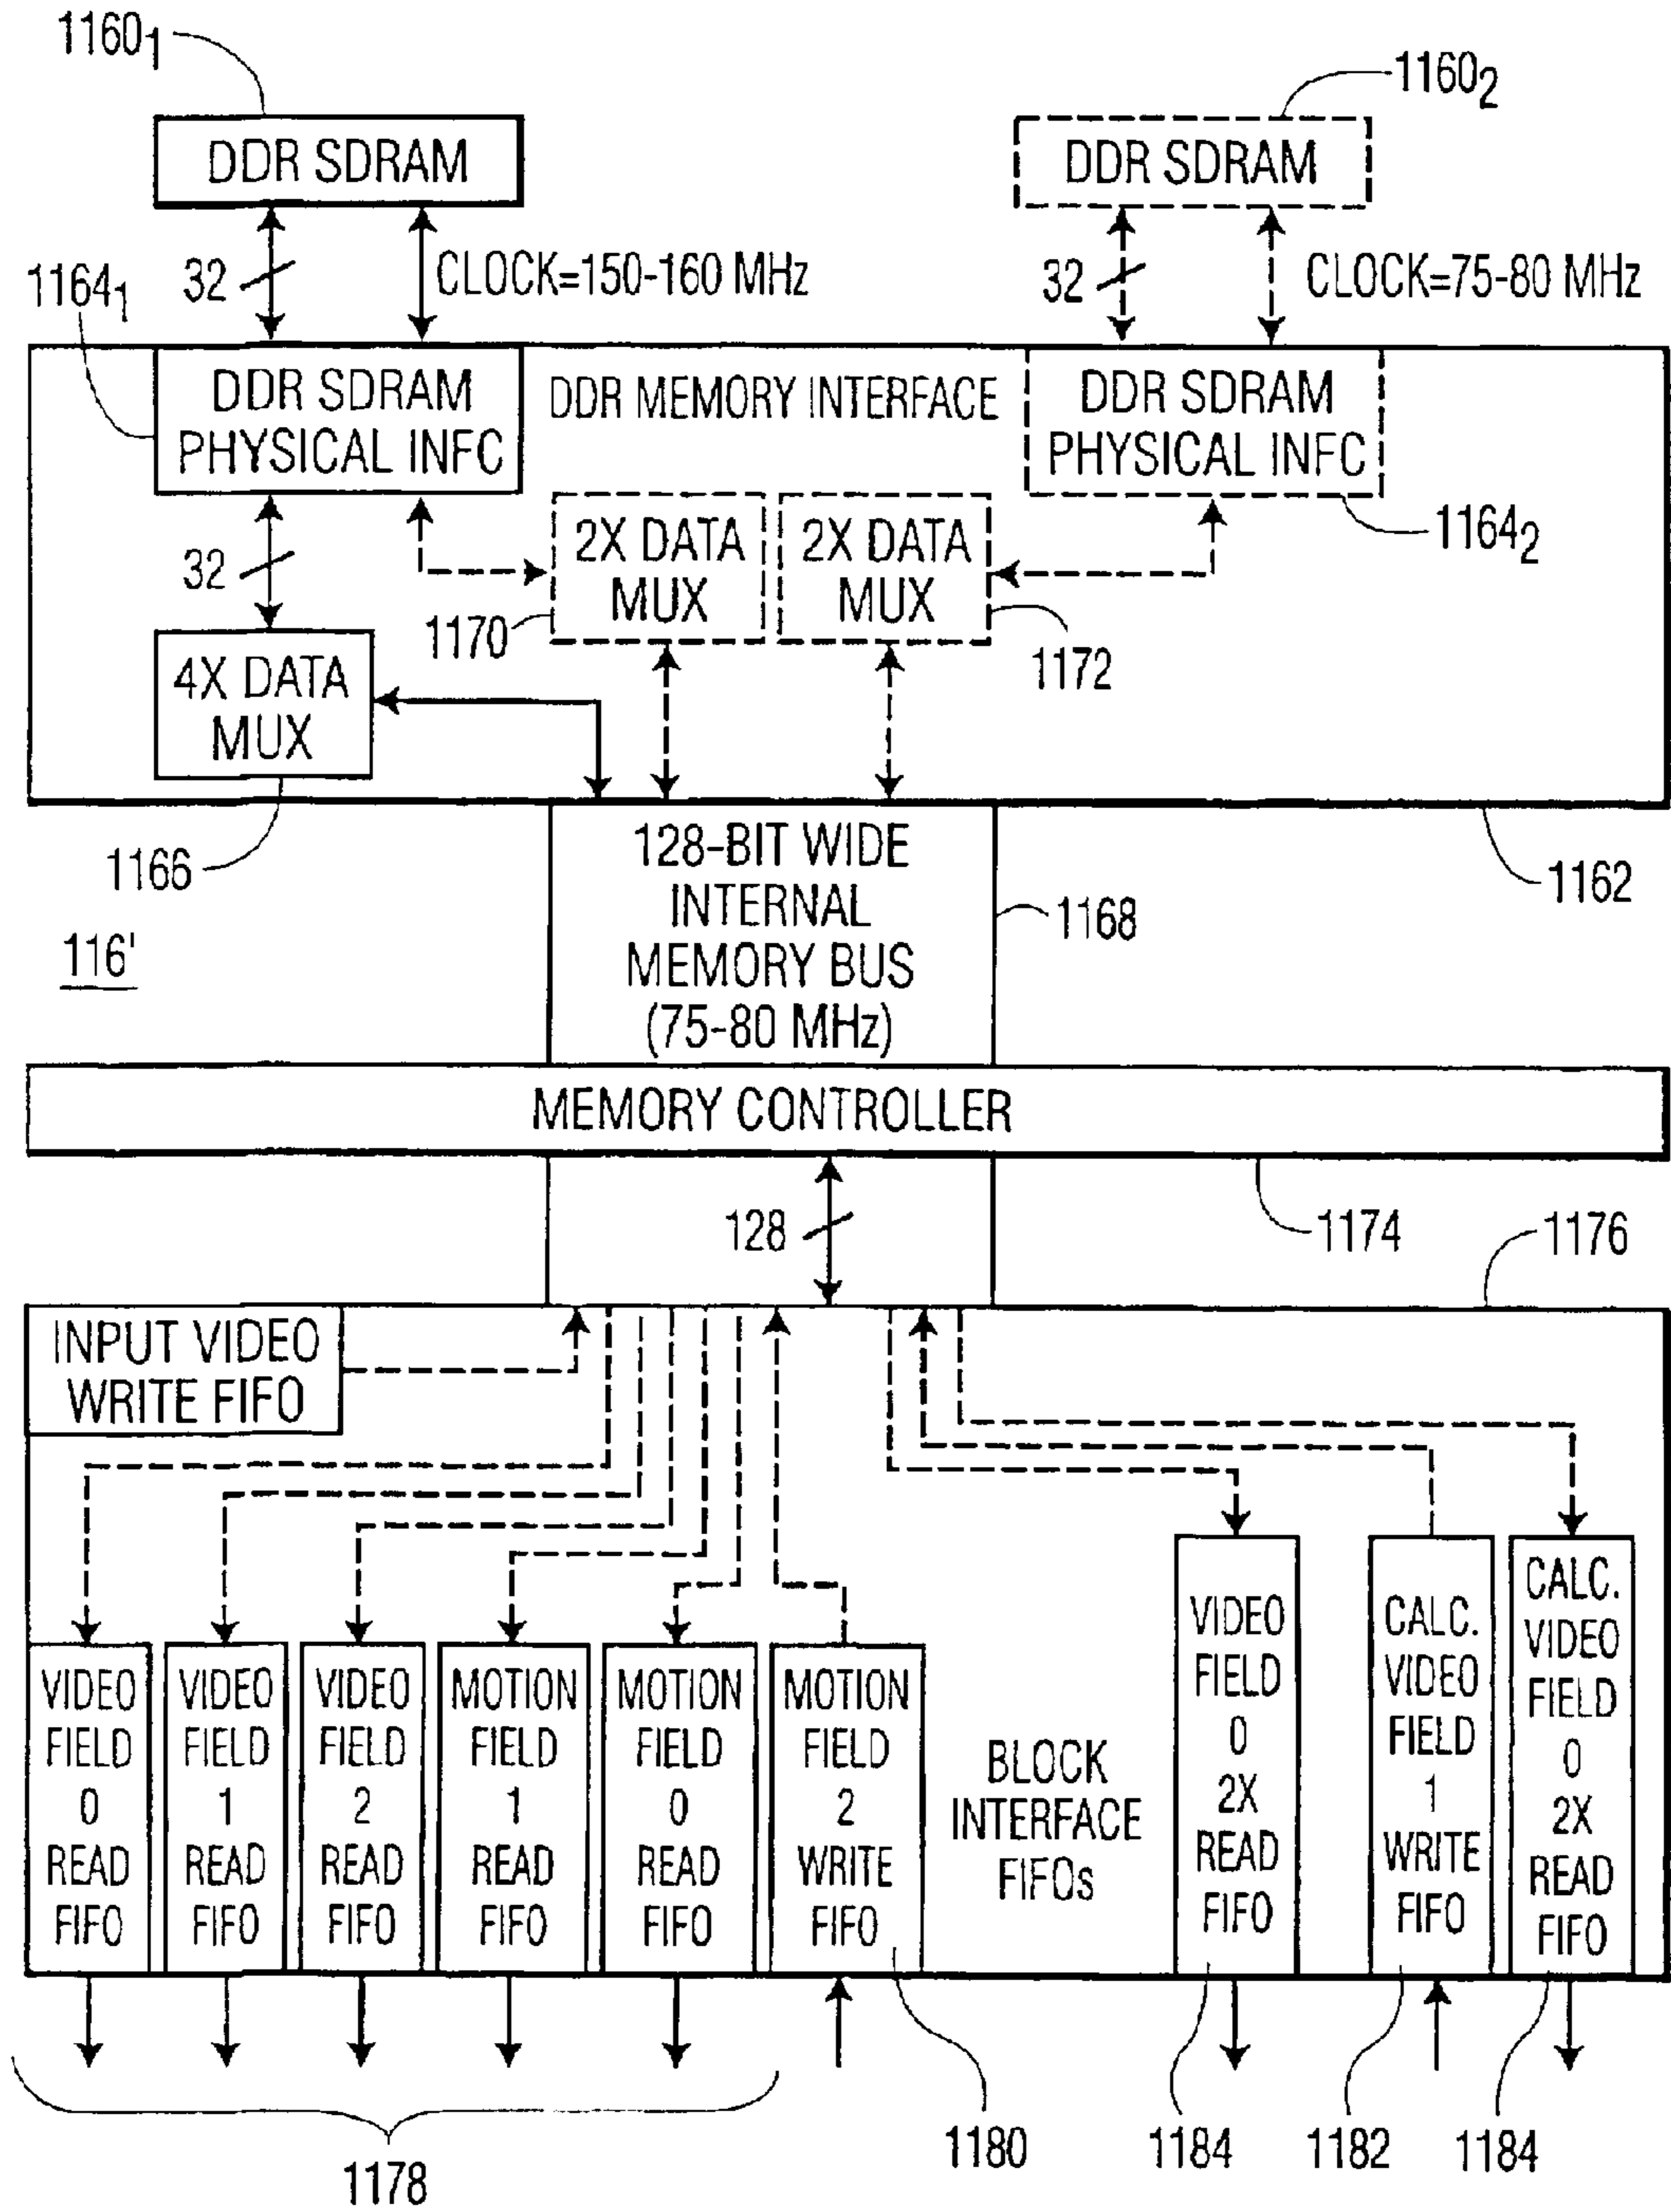 1160₁
1160₂
DDR SDRAM
DDR SDRAM
32
CLOCK=150-160 MHz
32
CLOCK=75-80 MHz
1164₁
DDR SDRAM
PHYSICAL INFC
DDR MEMORY INTERFACE
DDR SDRAM
PHYSICAL INFC
1164₂
32
2X DATA
MUX
2X DATA
MUX
1170
1172
4X DATA
MUX
1166
1162
128-BIT WIDE
INTERNAL
MEMORY BUS
(75-80 MHz)
1168
116'
MEMORY CONTROLLER
128
1174
1176
INPUT VIDEO
WRITE FIFO
VIDEO
FIELD
0
READ
FIFO
VIDEO
FIELD
1
READ
FIFO
VIDEO
FIELD
2
READ
FIFO
MOTION
FIELD
1
READ
FIFO
MOTION
FIELD
0
READ
FIFO
MOTION
FIELD
2
WRITE
FIFO
BLOCK
INTERFACE
FIFOs
VIDEO
FIELD
0
2X
READ
FIFO
CALC.
VIDEO
FIELD
1
WRITE
FIFO
CALC.
VIDEO
FIELD
0
2X
READ
FIFO
1178
1180
1184
1182
1184